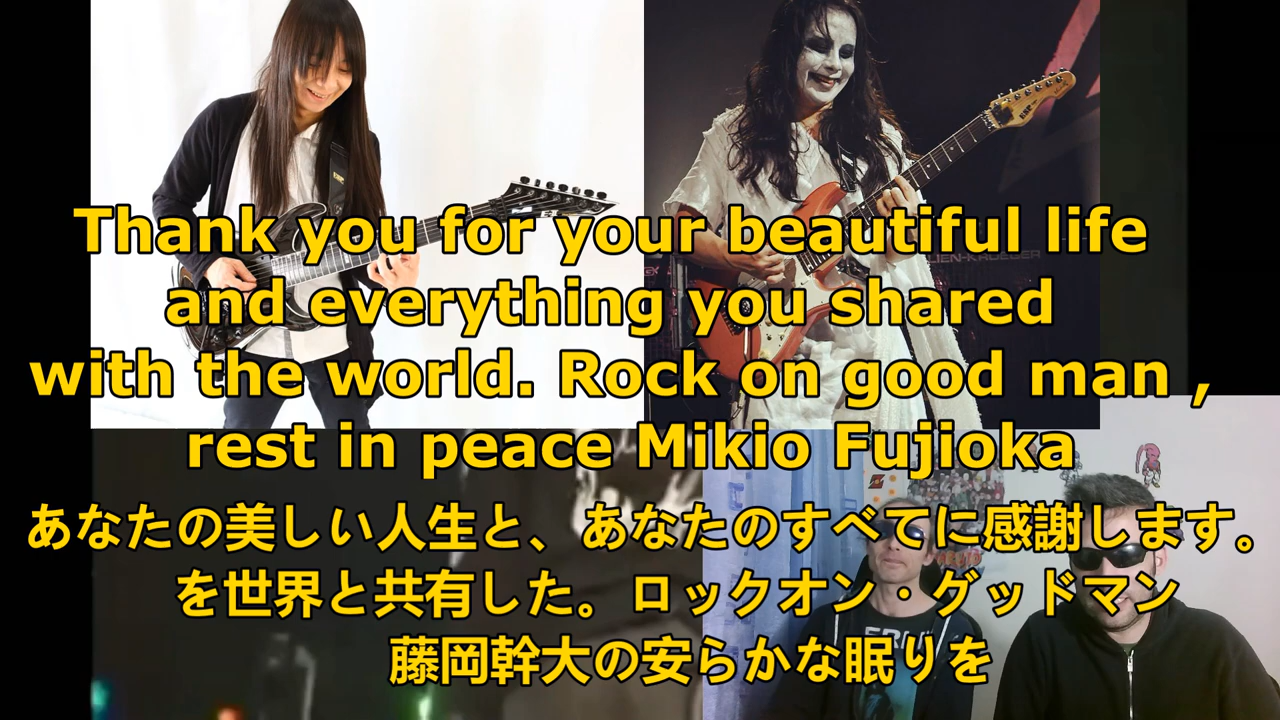 Thank you for your beautiful life
and everything you shared
with the world. Rock on good man ,
rest in peace Mikio Fujioka
あなたの美しい人生と、あなたのすべてに感謝します。
を世界と共有した。ロックオン・グッドマン
藤岡幹大の安らかな眠りを
ESP